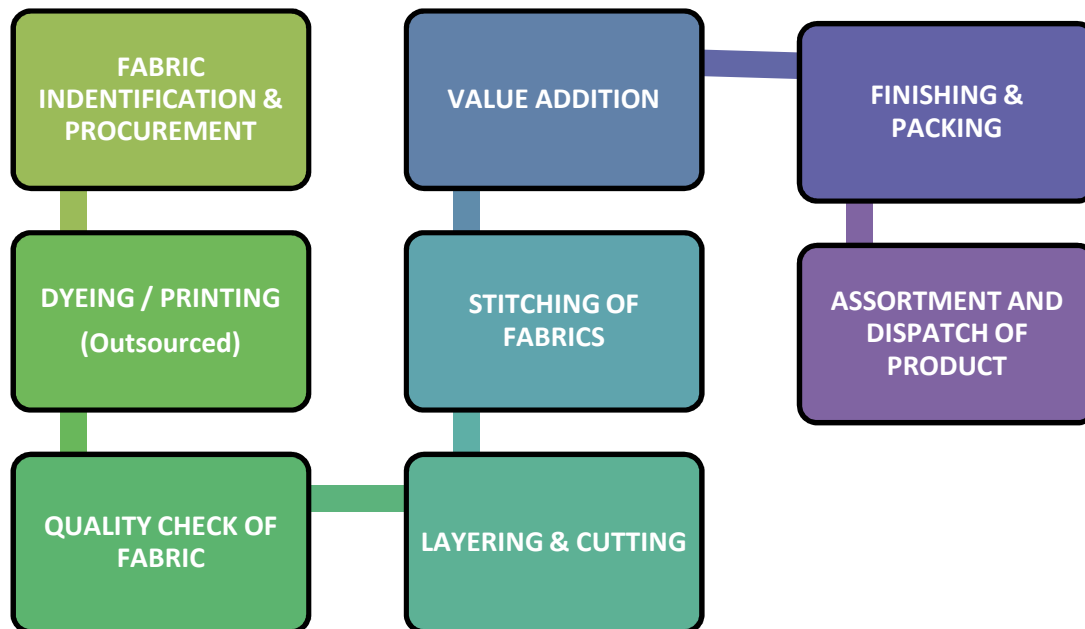 FABRIC
INDENTIFICATION &
PROCUREMENT
DYEING / PRINTING
(Outsourced)
QUALITY CHECK OF
FABRIC
LAYERING & CUTTING
STITCHING OF
FABRICS
VALUE ADDITION
FINISHING &
PACKING
ASSORTMENT AND
DISPATCH OF
PRODUCT